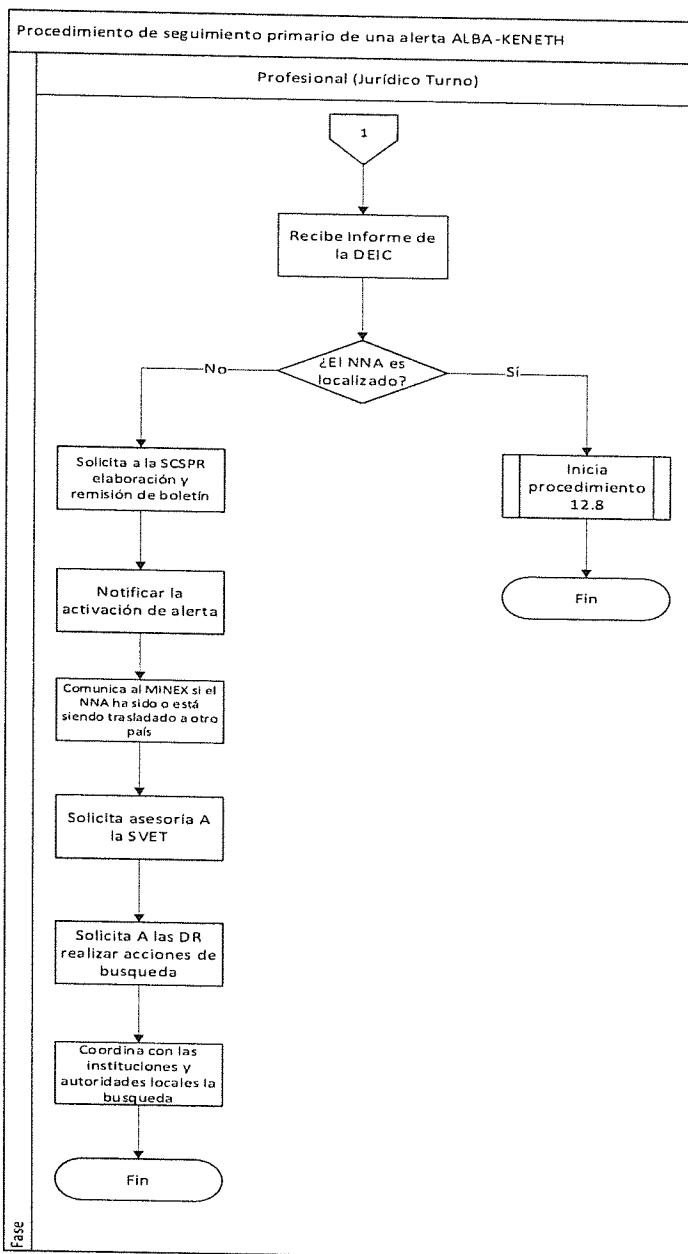 Procedimiento de seguimiento primario de una alerta ALBA-KENETH
Profesional (Jurídico Turno)
1
Recibe Informe de
la DEIC
¿El NNA es
localizado?
No
Sí
Solicita a la SCSPR
elaboración y
remisión de boletín
Inicia
procedimiento
12.8
Notificar la
activación de alerta
Fin
Comunica al MINEX si el
NNA ha sido o está
siendo trasladado a otro
país
Solicita asesoría A
la SVET
Solicita A las DR
realizar acciones de
busqueda
Coordina con las
instituciones y
autoridades locales la
busqueda
Fin
Fase